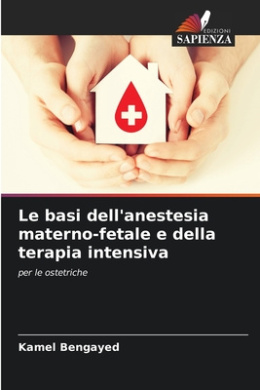 EDIZIONI
SAPIENZA
Le basi dell'anestesia
materno-fetale e della
terapia intensiva
per le ostetriche
Kamel Bengayed